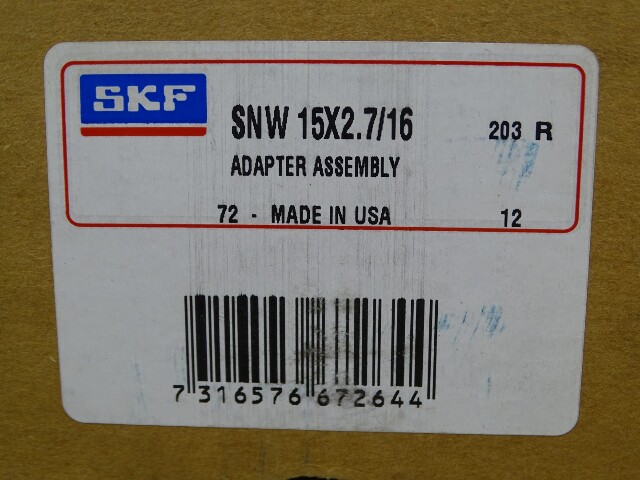 SKF SNW 15X2.7/16 203 R
ADAPTER ASSEMBLY
72 - MADE IN USA 12
7 316576 672644